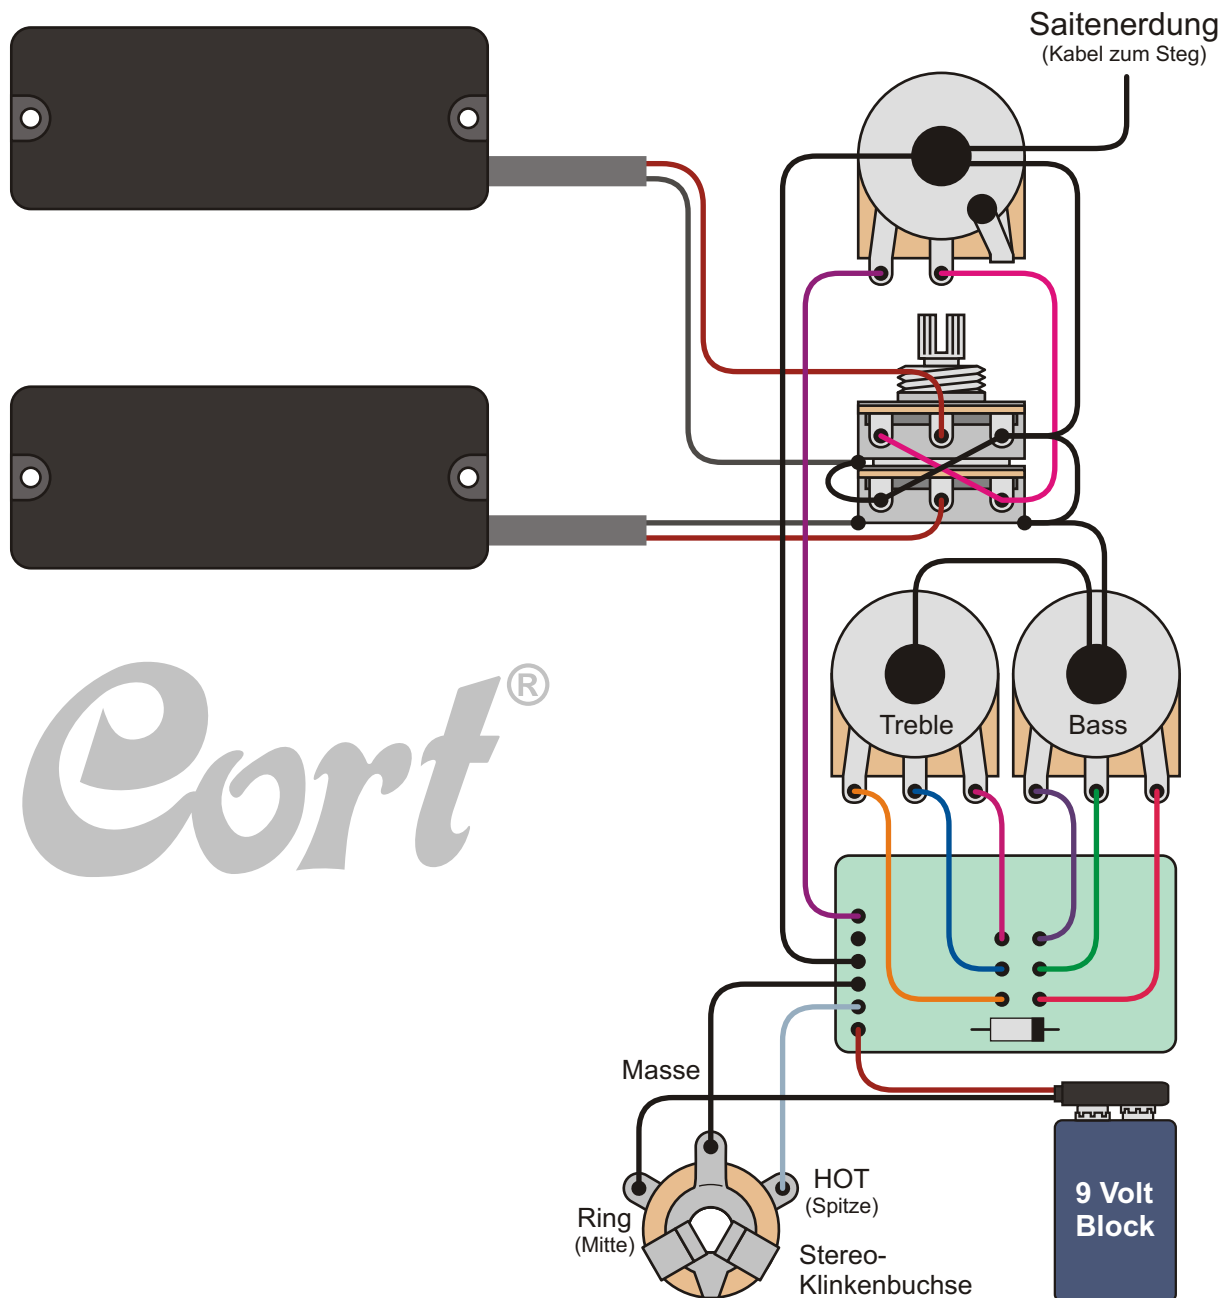 Saitenerdung
(Kabel zum Steg)
Cort®
Treble
Bass
Masse
HOT
(Spitze)
Ring
(Mitte)
Stereo-
Klinkenbuchse
9 Volt
Block